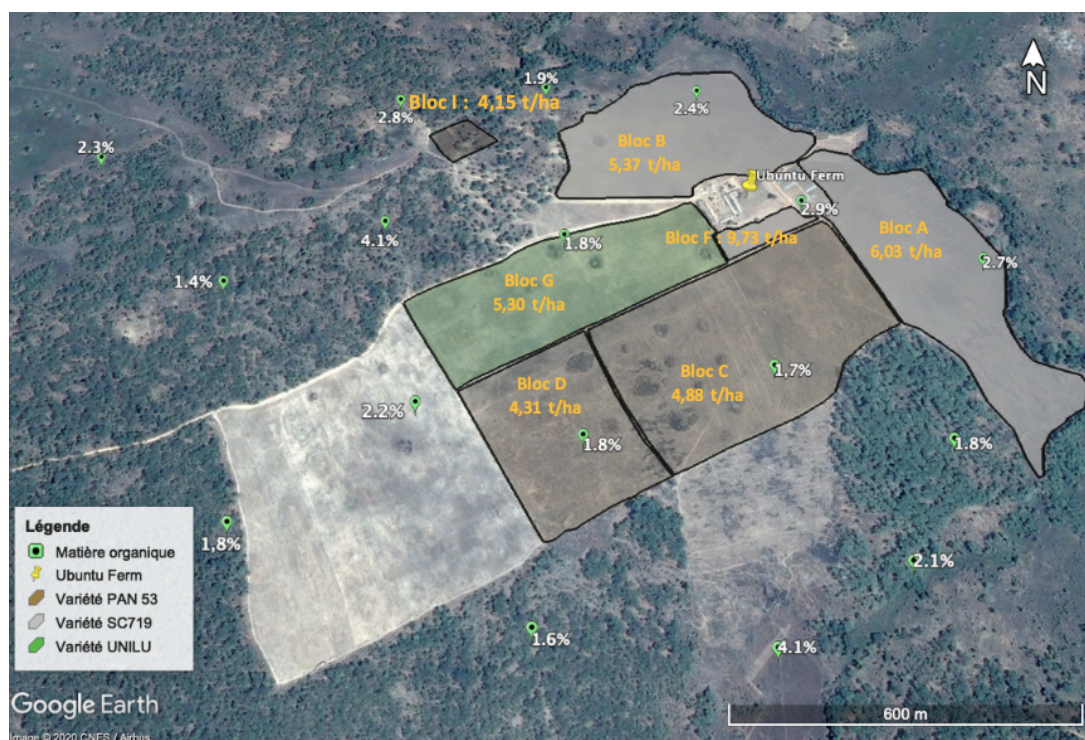 1.9%
N
2.4%
Bloc I : 4,15 t/ha
2.8%
Bloc B
5,37 t/ha
2.3%
Ubuntu Ferm
2.9%
4.1%
1.8%
Bloc F : 9,73 t/ha
Bloc A
6,03 t/ha
2.7%
1.4%
Bloc G
5,30 t/ha
1,7%
Bloc C
4,88 t/ha
Bloc D
4,31 t/ha
2.2%
1.8%
1.8%
Légende
Matière organique
Ubuntu Ferm
Variété PAN 53
Variété SC719
Variété UNILU
1,8%
2.1%
1.6%
4.1%
Google Earth
600 m
Image © 2020 CNES / Airbus